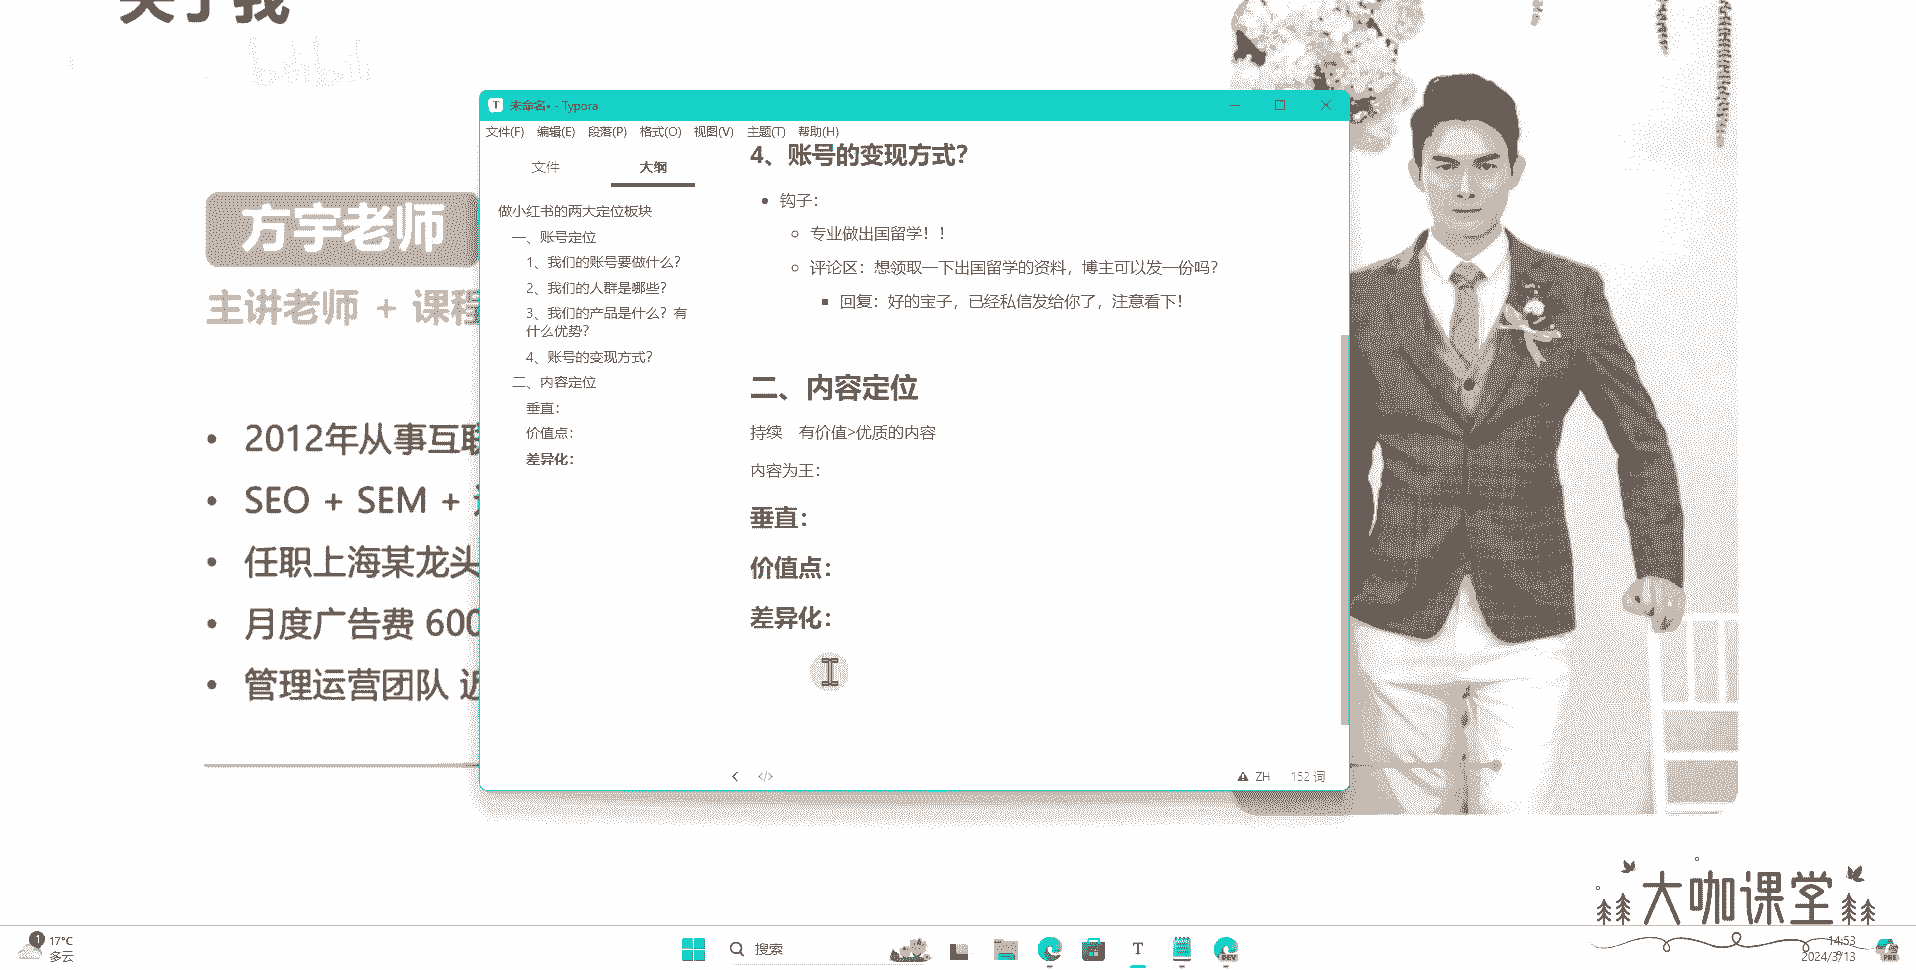 关于我
bilibili
方宇老师
主讲老师 + 课程
• 2012年从事互联
• SEO + SEM +
• 任职上海某龙头
• 月度广告费 600
• 管理运营团队 近
未命名• - Typora
文件(F) 编辑(E) 段落(P) 格式(O) 视图(V) 主题(T) 帮助(H)
文件 大纲
做小红书的两大定位板块
一、账号定位
1、我们的账号要做什么?
2、我们的人群是哪些?
3、我们的产品是什么? 有
什么优势?
4、账号的变现方式?
二、内容定位
垂直:
价值点:
差异化:
4、账号的变现方式?
• 钩子:
专业做出国留学! !
评论区: 想领取一下出国留学的资料, 博主可以发一份吗?
回复: 好的宝子, 已经私信发给你了, 注意看下!
二、内容定位
持续 有价值>优质的内容
内容为王:
垂直:
价值点:
差异化:
ZH 152 词
大咖课堂
1
17°C
多云
搜索
T
DEV
14:53
2024/3/13
PRE